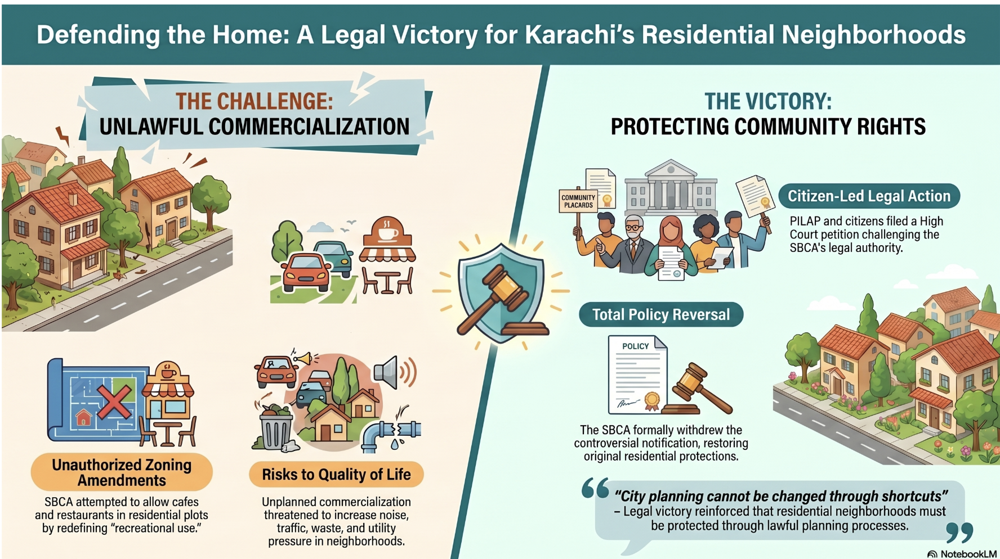 Defending the Home: A Legal Victory for Karachi's Residential Neighborhoods
THE CHALLENGE:
UNLAWFUL COMMERCIALIZATION
Unauthorized Zoning
Amendments
SBCA attempted to allow cafes
and restaurants in residential plots
by redefining “recreational use.”
Risks to Quality of Life
Unplanned commercialization
threatened to increase noise,
traffic, waste, and utility
pressure in neighborhoods.
THE VICTORY:
PROTECTING COMMUNITY RIGHTS
COMMUNITY
PLACARDS
Citizen-Led Legal Action
PILAP and citizens filed a High
Court petition challenging the
SBCA's legal authority.
Total Policy Reversal
POLICY
The SBCA formally withdrew the
controversial notification, restoring
original residential protections.
“City planning cannot be changed through shortcuts”
– Legal victory reinforced that residential neighborhoods must
be protected through lawful planning processes.
NotebookLM